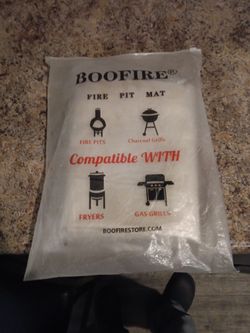 BOOFIRE®
FIRE PIT MAT
FIRE PITS
Charcoal Grills
Compatible WITH
FRYERS
GAS GRILLS
BOOFIRESTORE.COM